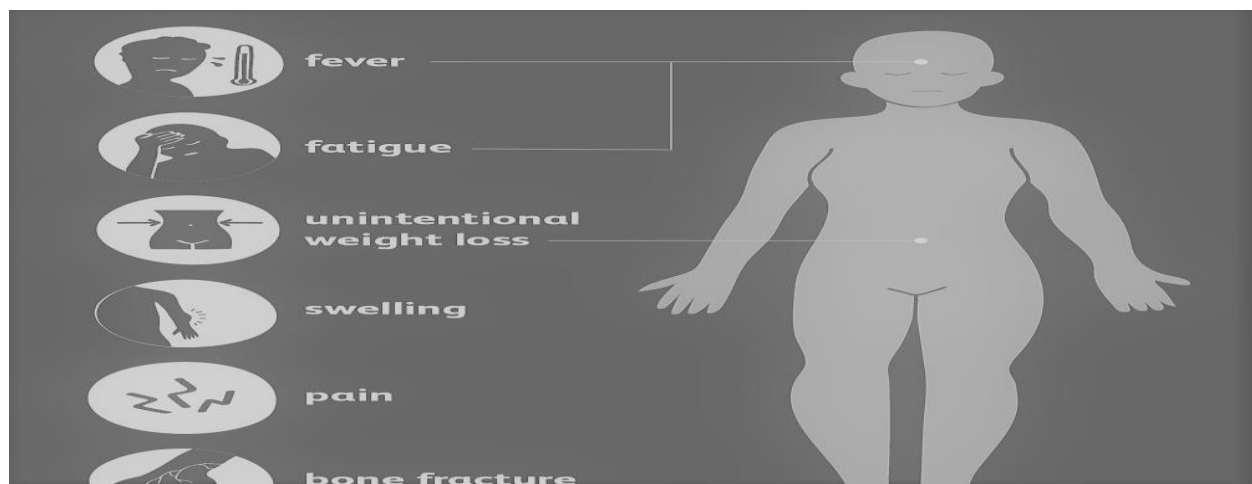 fever
fatigue
unintentional
weight loss
swelling
pain
bone fracture